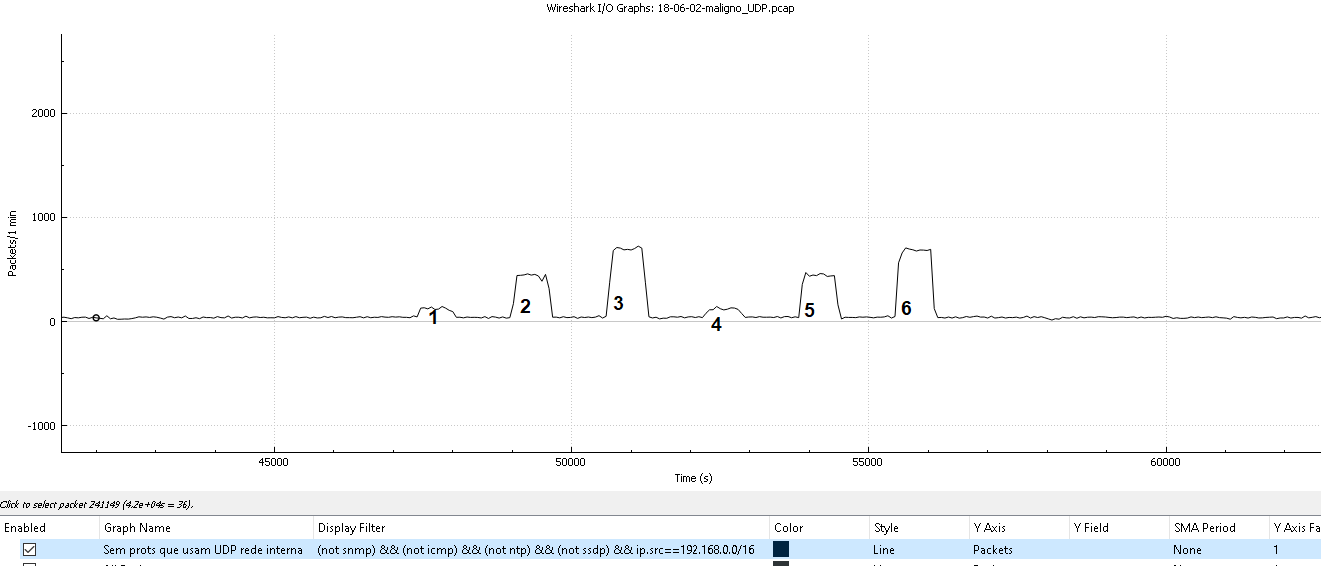 Wireshark I/O Graphs: 18-06-02-maligno_UDP.pcap
2000
1000
0
-1000
Packets/1 min
1
2
3
4
5
6
45000
50000
55000
60000
Time (s)
Click to select packet 241149 (4.2e+04s = 36).
Enabled Graph Name Display Filter Color Style Y Axis Y Field SMA Period Y Axis Fa
Sem prots que usam UDP rede interna (not snmp) && (not icmp) && (not ntp) && (not ssdp) && ip.src==192.168.0.0/16 Line Packets None 1